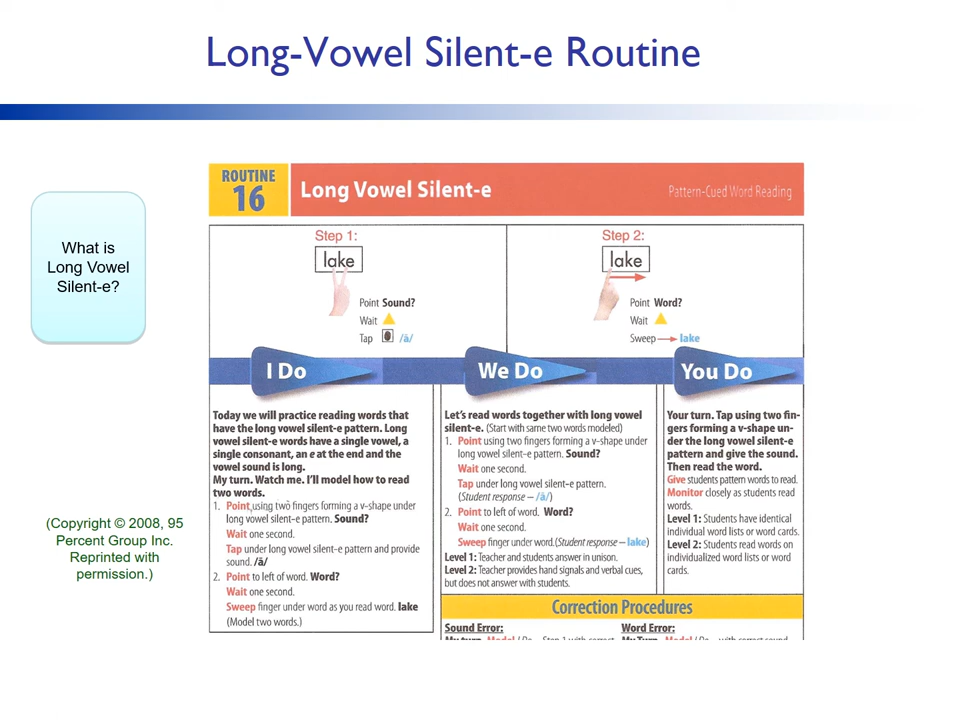 Long-Vowel Silent-e Routine
What is
Long Vowel
Silent-e?
(Copyright © 2008, 95
Percent Group Inc.
Reprinted with
permission.)
ROUTINE
16
Long Vowel Silent-e
Pattern-Cued Word Reading
Step 1:
lake
Point Sound?
Wait
Tap /ā/
Step 2:
lake
Point Word?
Wait
Sweep lake
I Do
Today we will practice reading words that
have the long vowel silent-e pattern. Long
vowel silent-e words have a single vowel, a
single consonant, an e at the end and the
vowel sound is long.
My turn. Watch me. I'll model how to read
two words.
1. Point using two fingers forming a v-shape under
long vowel silent-e pattern. Sound?
Wait one second.
Tap under long vowel silent-e pattern and provide
sound. /ā/
2. Point to left of word. Word?
Wait one second.
Sweep finger under word as you read word. lake
(Model two words.)
We Do
Let's read words together with long vowel
silent-e. (Start with same two words modeled)
1. Point using two fingers forming a v-shape under
long vowel silent-e pattern. Sound?
Wait one second.
Tap under long vowel silent-e pattern.
(Student response – /ā/)
2. Point to left of word. Word?
Wait one second.
Sweep finger under word.(Student response – lake)
Level 1: Teacher and students answer in unison.
Level 2: Teacher provides hand signals and verbal cues,
but does not answer with students.
You Do
Your turn. Tap using two fin-
gers forming a v-shape un-
der the long vowel silent-e
pattern and give the sound.
Then read the word.
Give students pattern words to read.
Monitor closely as students read
words.
Level 1: Students have identical
individual word lists or word cards.
Level 2: Students read words on
individualized word lists or word
cards.
Correction Procedures
Sound Error:
Word Error: